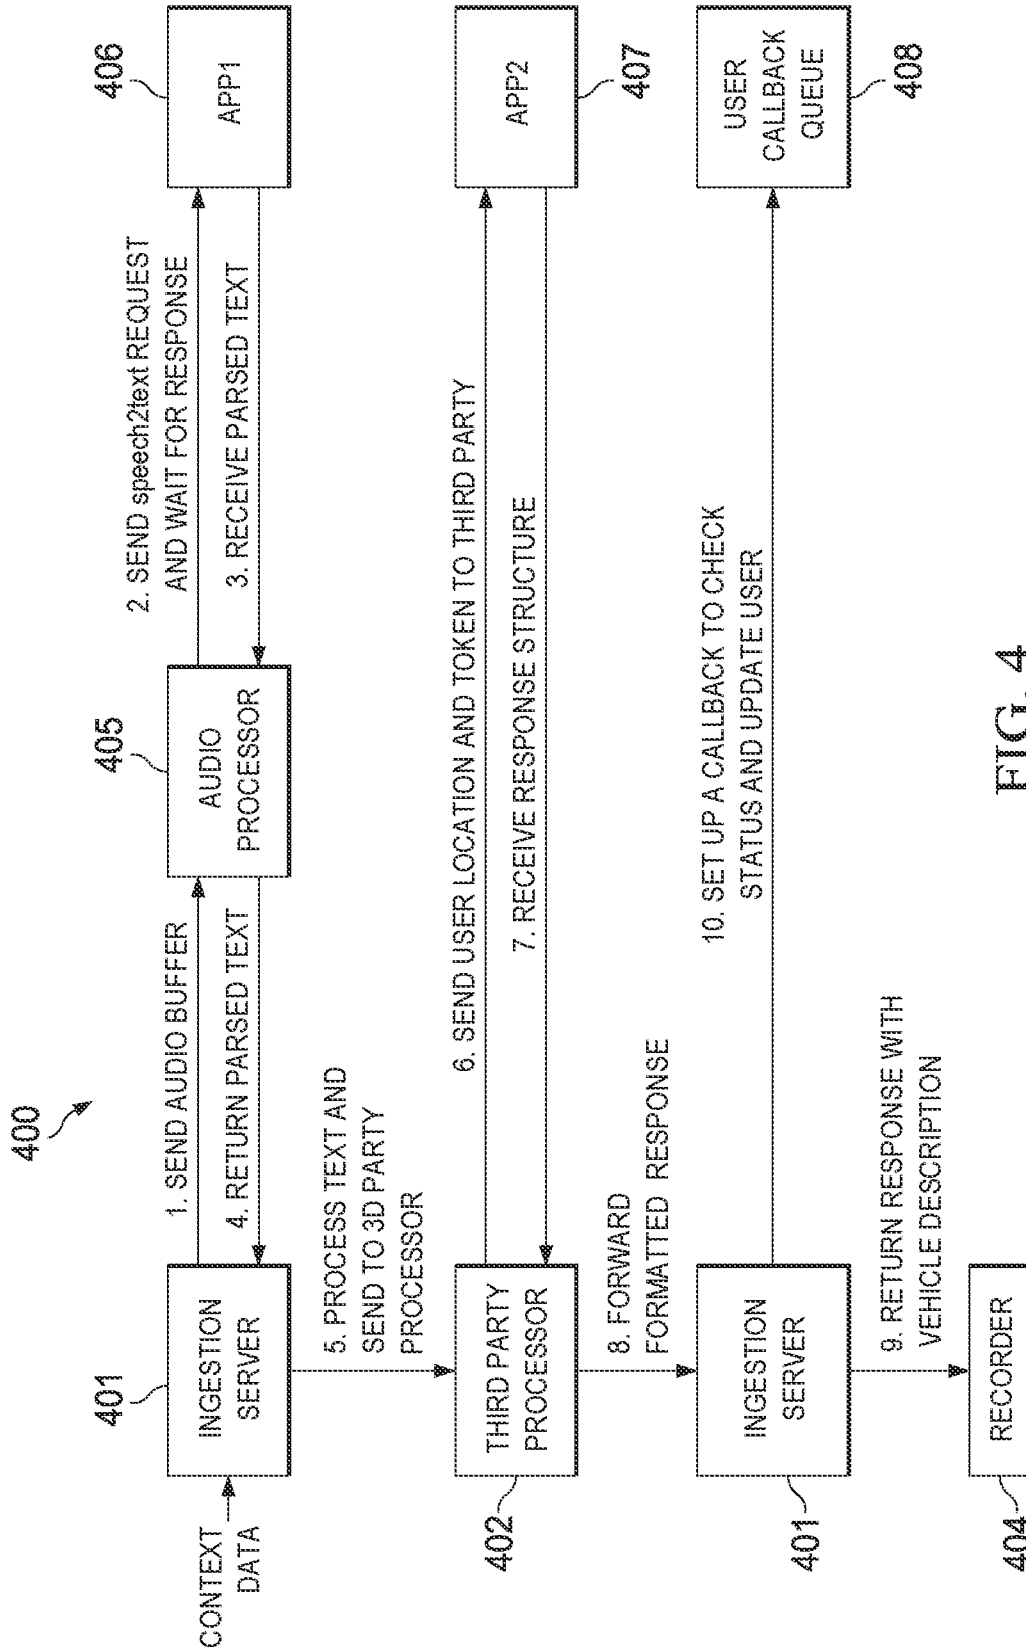 400
CONTEXT
DATA
401
INGESTION
SERVER
1. SEND AUDIO BUFFER
4. RETURN PARSED TEXT
405
AUDIO
PROCESSOR
2. SEND speech2text REQUEST
AND WAIT FOR RESPONSE
3. RECEIVE PARSED TEXT
406
APP1
5. PROCESS TEXT AND
SEND TO 3D PARTY
PROCESSOR
402
THIRD PARTY
PROCESSOR
6. SEND USER LOCATION AND TOKEN TO THIRD PARTY
7. RECEIVE RESPONSE STRUCTURE
APP2
407
8. FORWARD
FORMATTED RESPONSE
401
INGESTION
SERVER
10. SET UP A CALLBACK TO CHECK
STATUS AND UPDATE USER
USER
CALLBACK
QUEUE
408
9. RETURN RESPONSE WITH
VEHICLE DESCRIPTION
404
RECORDER
FIG. 4